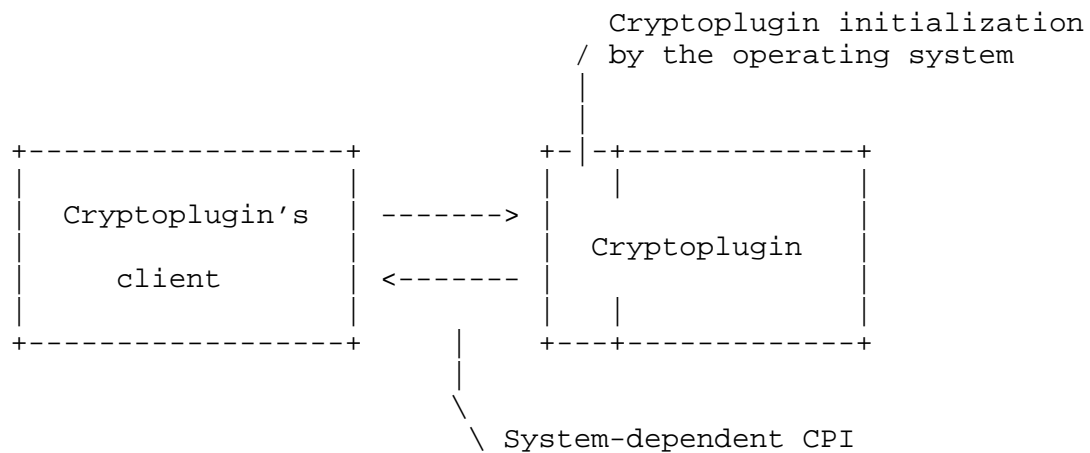 Cryptoplugin initialization
by the operating system
Cryptoplugin's
client
Cryptoplugin
System-dependent CPI